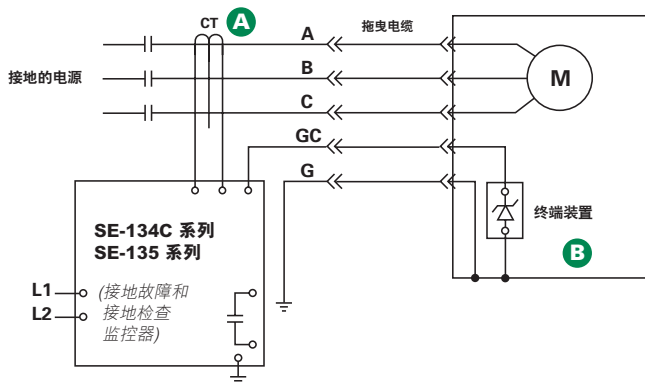 CT
A
A
拖曳电缆
接地的电源
B
M
C
GC
G
SE-134C 系列
SE-135 系列
终端装置
B
L1
(接地故障和
L2
接地检查
监控器)